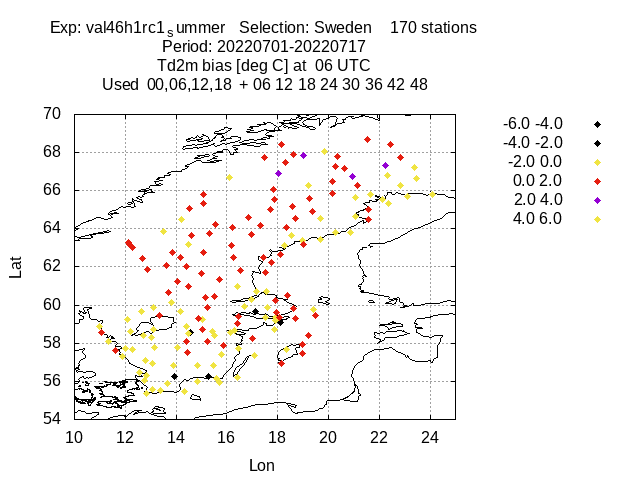 Exp: val46h1rc1summer Selection: Sweden 170 stations
Period: 20220701-20220717
Td2m bias [deg C] at 06 UTC
Used 00,06,12,18 + 06 12 18 24 30 36 42 48
70
68
66
64
62
60
58
56
54
10 12 14 16 18 20 22 24
Lat
Lon
-6.0 -4.0
-4.0 -2.0
-2.0 0.0
0.0 2.0
2.0 4.0
4.0 6.0